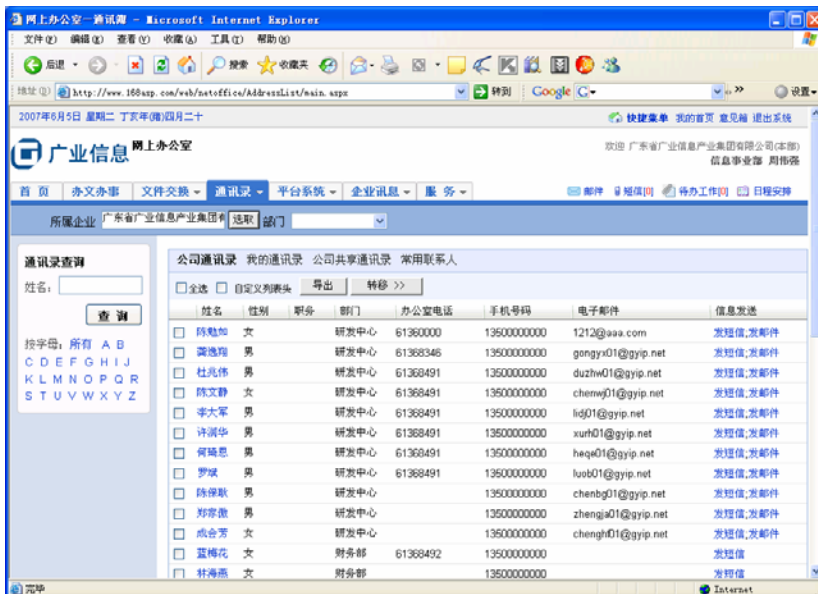 网上办公室—通讯簿 - Microsoft Internet Explorer
文件(F) 编辑(E) 查看(V) 收藏(A) 工具(T) 帮助(H)
后退 搜索 收藏夹
地址(D) http://www.168asp.com/web/netoffice/AddressList/main.aspx 转到 Google G 设置
2007年6月5日 星期二 丁亥年(猪)四月二十 快捷菜单 我的首页 意见箱 退出系统
广业信息 网上办公室 欢迎 广东省广业信息产业集团有限公司(本部)
信息事业部 周伟强
首 页 办文办事 文件交换 通讯录 平台系统 企业讯息 服 务 邮件 短信[0] 待办工作[0] 日程安排
所属企业 广东省广业信息产业集团有 选取 部门
通讯录查询
姓名:
查 询
按字母: 所有 A B
C D E F G H I J
K L M N O P Q R
S T U V W X Y Z
公司通讯录 我的通讯录 公司共享通讯录 常用联系人
全选 自定义列表头 导出 转移 >>
姓名 性别 职务 部门 办公室电话 手机号码 电子邮件 信息发送
陈勉如 女 研发中心 61360000 13500000000 1212@aaa.com 发短信;发邮件
龚逸翔 男 研发中心 61368346 13500000000 gongyx01@gyip.net 发短信;发邮件
杜兆伟 男 研发中心 61368491 13500000000 duzhw01@gyip.net 发短信;发邮件
陈文静 女 研发中心 61368491 13500000000 chenwj01@gyip.net 发短信;发邮件
李大军 男 研发中心 61368491 13500000000 lidj01@gyip.net 发短信;发邮件
许润华 男 研发中心 61368491 13500000000 xurh01@gyip.net 发短信;发邮件
何琦恩 男 研发中心 61368491 13500000000 heqe01@gyip.net 发短信;发邮件
罗斌 男 研发中心 61368491 13500000000 luob01@gyip.net 发短信;发邮件
陈保耿 男 研发中心 13500000000 chenbg01@gyip.net 发短信;发邮件
郑家傲 男 研发中心 13500000000 zhengja01@gyip.net 发短信;发邮件
成会芳 女 研发中心 13500000000 chenghf01@gyip.net 发短信;发邮件
蓝梅花 女 财务部 61368492 13500000000 发短信
林海燕 女 财务部 13500000000 发短信
完毕 Internet